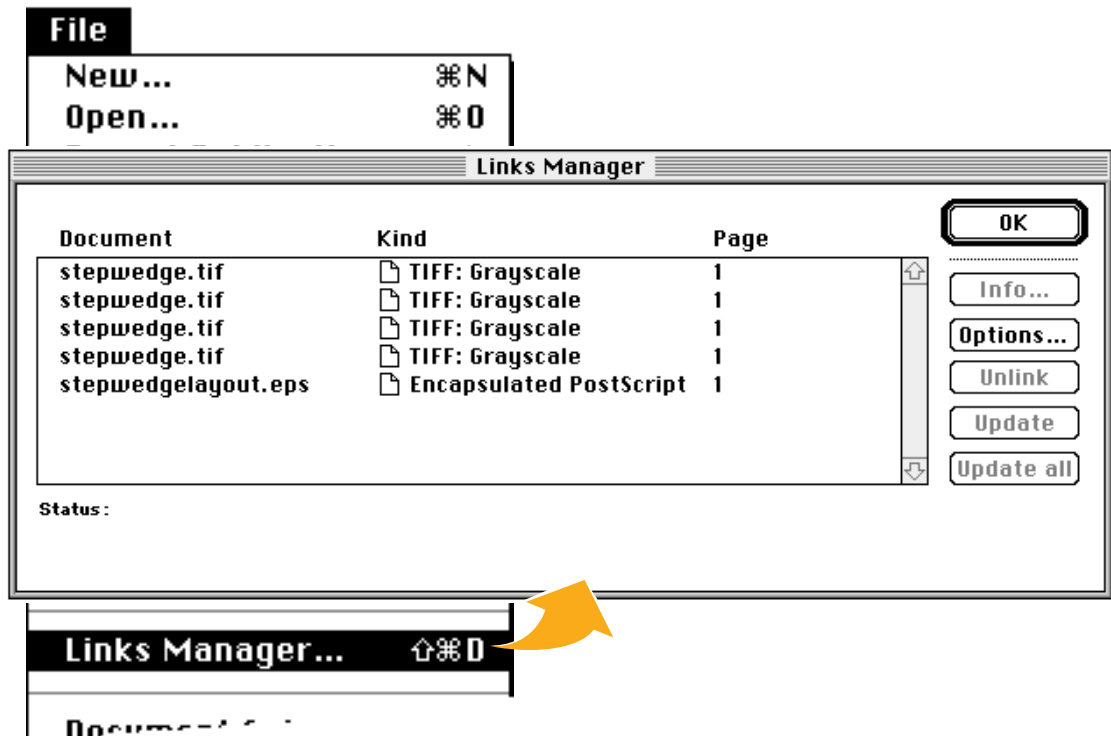 File
New... ⌘N
Open... ⌘O
Links Manager
Document Kind Page
OK
stepwedge.tif TIFF: Grayscale 1
stepwedge.tif TIFF: Grayscale 1
stepwedge.tif TIFF: Grayscale 1
stepwedge.tif TIFF: Grayscale 1
stepwedgelayout.eps Encapsulated PostScript 1
Info...
Options...
Unlink
Update
Update all
Status:
Links Manager... ⇧⌘D